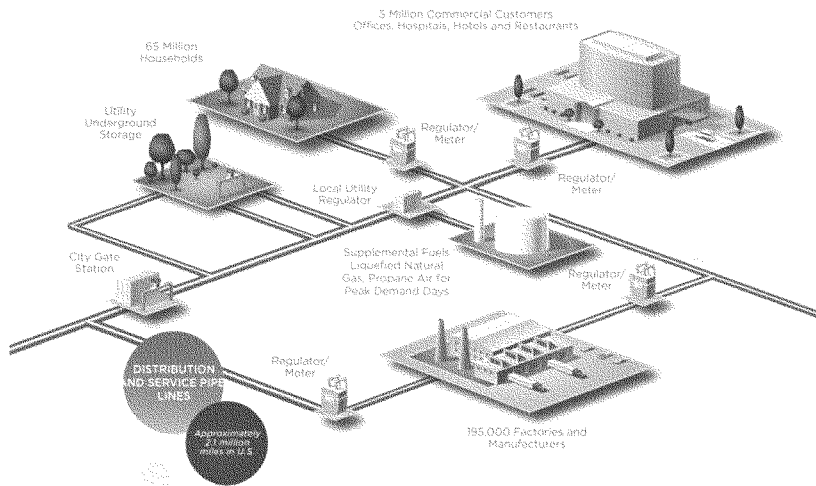 5 Million Commercial Customers
Offices, Hospitals, Hotels and Restaurants
65 Million
Households
Utility
Underground
Storage
Regulator/
Meter
Regulator/
Meter
Local Utility
Regulator
City Gate
Station
Supplemental Fuels
Liquefied Natural
Gas, Propane Air for
Peak Demand Days
Regulator/
Meter
DISTRIBUTION
AND SERVICE PIPE
LINES
Regulator/
Meter
Approximately
2.1 million
miles in U.S.
195,000 Factories and
Manufacturers